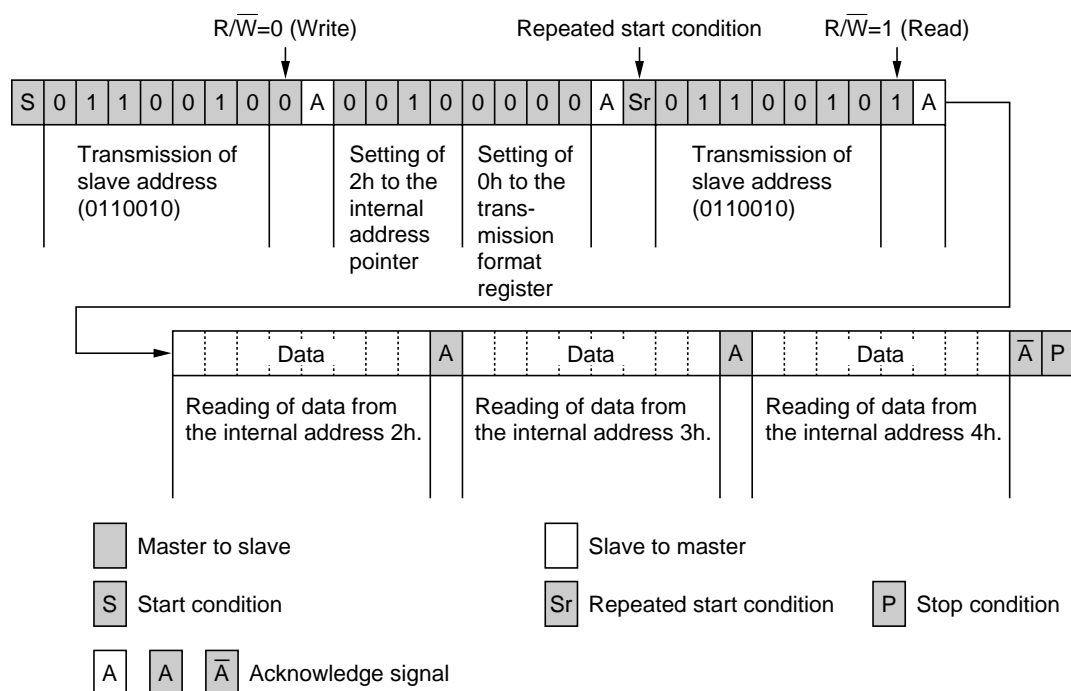 R/W̅=0 (Write) Repeated start condition R/W̅=1 (Read)
S 0 1 1 0 0 1 0 0 A 0 0 1 0 0 0 0 0 A Sr 0 1 1 0 0 1 0 1 A
Transmission of
slave address
(0110010)
Setting of
2h to the
internal
address
pointer
Setting of
0h to the
trans-
mission
format
register
Transmission of
slave address
(0110010)
Data A Data A Data A̅ P
Reading of data from
the internal address 2h.
Reading of data from
the internal address 3h.
Reading of data from
the internal address 4h.
Master to slave
Slave to master
S Start condition
Sr Repeated start condition
P Stop condition
A A A̅ Acknowledge signal